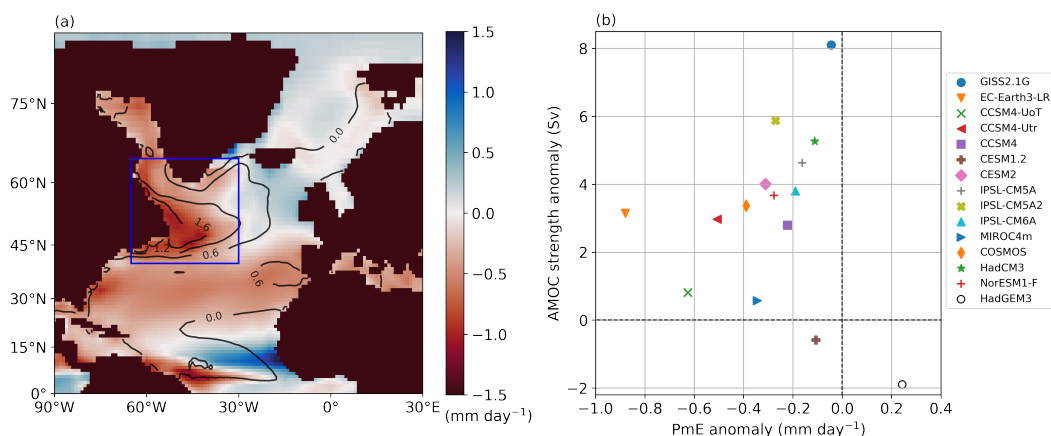 (a)
75°N
60°N
45°N
30°N
15°N
0°
90°W
60°W
30°W
0°
30°E
0.0
1.6
1.2
0.6
0.6
0.0
1.5
1.0
0.5
0.0
−0.5
−1.0
−1.5
(mm day⁻¹)
(b)
AMOC strength anomaly (Sv)
8
6
4
2
0
−2
−1.0
−0.8
−0.6
−0.4
−0.2
0.0
0.2
0.4
PmE anomaly (mm day⁻¹)
GISS2.1G
EC-Earth3-LR
CCSM4-UoT
CCSM4-Utr
CCSM4
CESM1.2
CESM2
IPSL-CM5A
IPSL-CM5A2
IPSL-CM6A
MIROC4m
COSMOS
HadCM3
NorESM1-F
HadGEM3